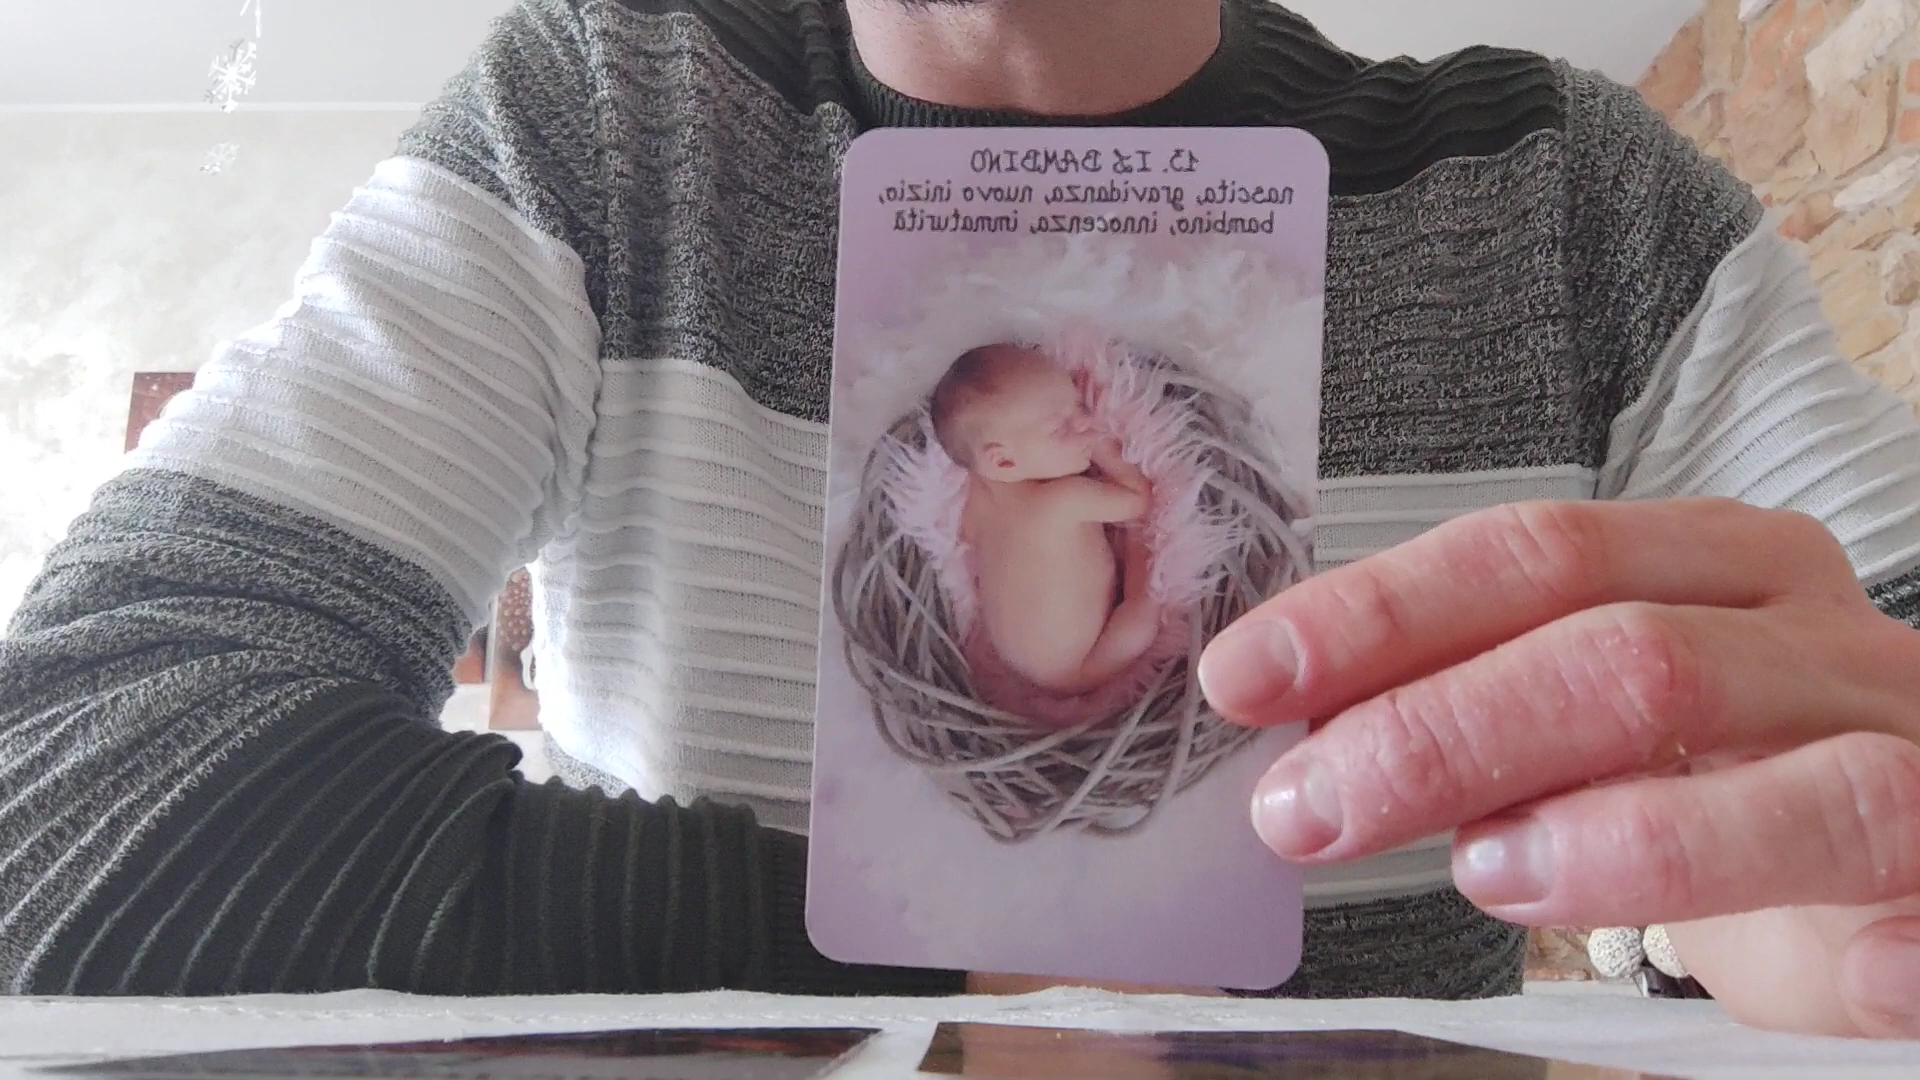 13. IL BAMBINO
nascita, gravidanza, nuovo inizio,
bambino, innocenza, immaturità